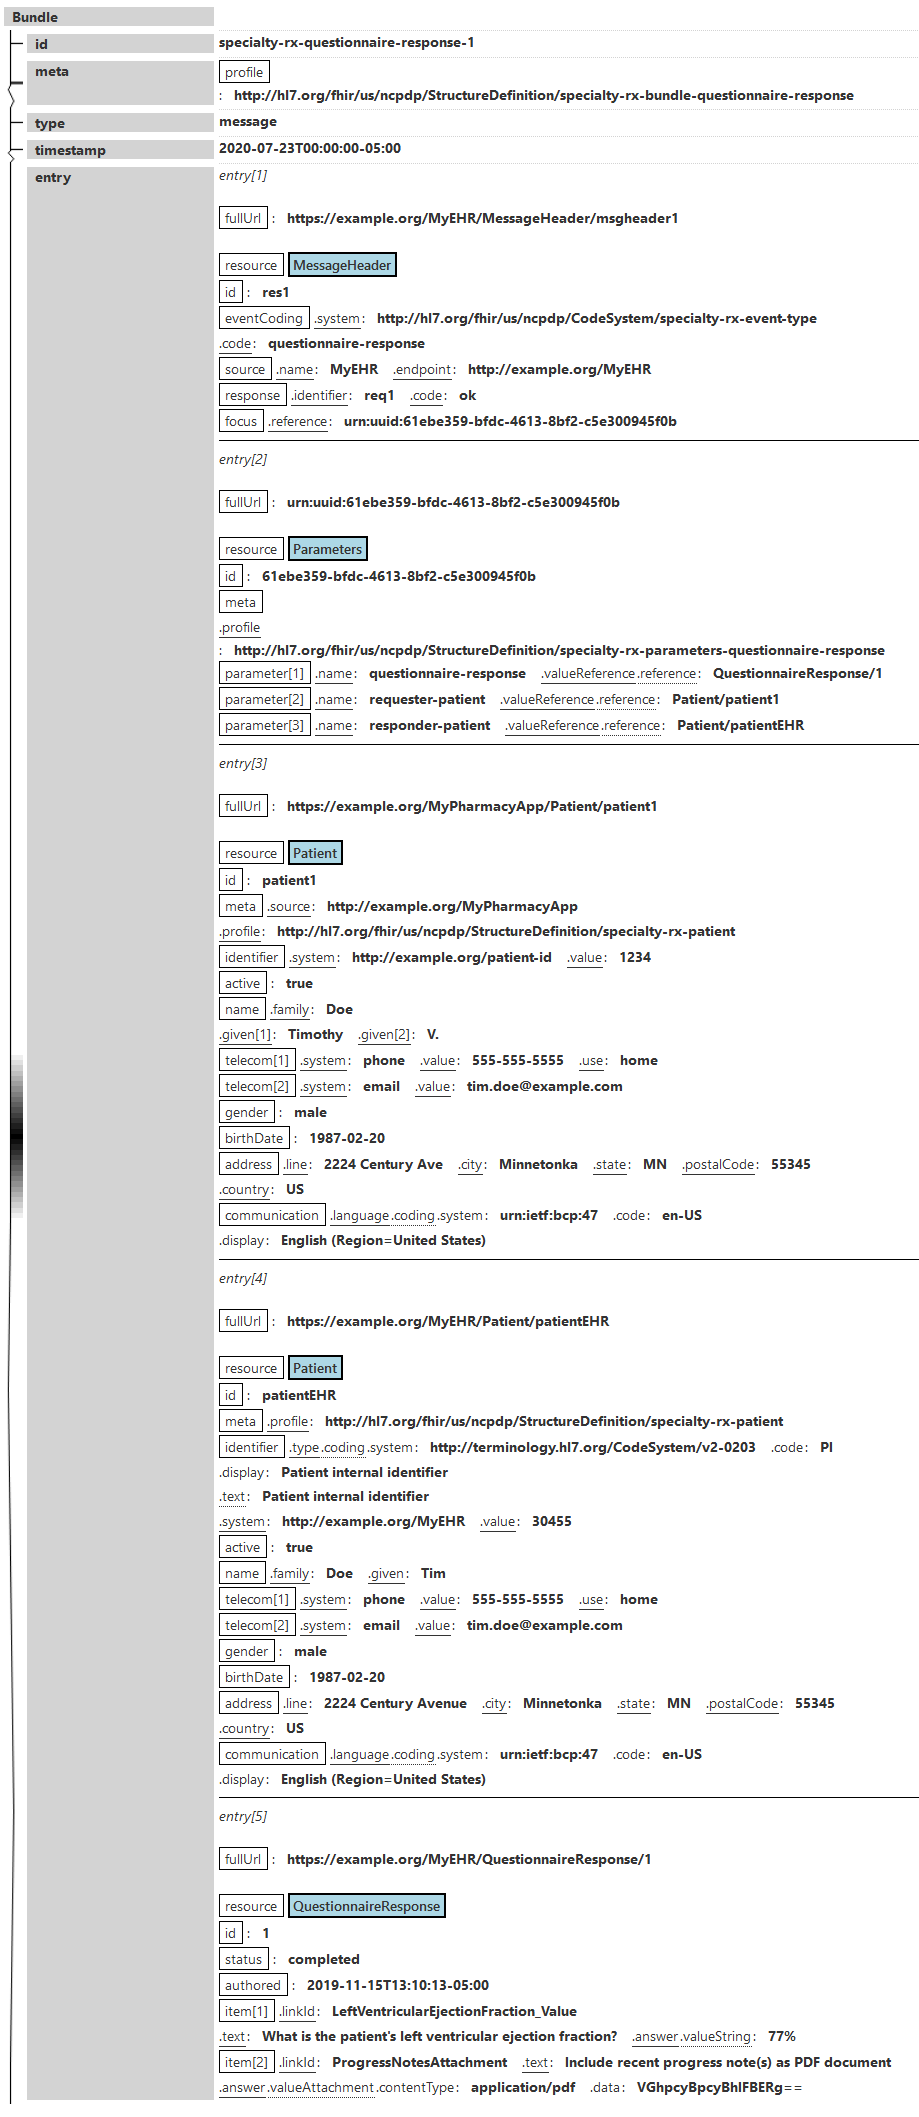 Bundle
id specialty-rx-questionnaire-response-1
meta profile
: http://hl7.org/fhir/us/ncpdp/StructureDefinition/specialty-rx-bundle-questionnaire-response
type message
timestamp 2020-07-23T00:00:00-05:00
entry entry[1]
fullUrl : https://example.org/MyEHR/MessageHeader/msgheader1
resource MessageHeader
id : res1
eventCoding .system: http://hl7.org/fhir/us/ncpdp/CodeSystem/specialty-rx-event-type
.code: questionnaire-response
source .name: MyEHR .endpoint: http://example.org/MyEHR
response .identifier: req1 .code: ok
focus .reference: urn:uuid:61ebe359-bfdc-4613-8bf2-c5e300945f0b
entry[2]
fullUrl : urn:uuid:61ebe359-bfdc-4613-8bf2-c5e300945f0b
resource Parameters
id : 61ebe359-bfdc-4613-8bf2-c5e300945f0b
meta
.profile
: http://hl7.org/fhir/us/ncpdp/StructureDefinition/specialty-rx-parameters-questionnaire-response
parameter[1] .name: questionnaire-response .valueReference.reference: QuestionnaireResponse/1
parameter[2] .name: requester-patient .valueReference.reference: Patient/patient1
parameter[3] .name: responder-patient .valueReference.reference: Patient/patientEHR
entry[3]
fullUrl : https://example.org/MyPharmacyApp/Patient/patient1
resource Patient
id : patient1
meta .source: http://example.org/MyPharmacyApp
.profile: http://hl7.org/fhir/us/ncpdp/StructureDefinition/specialty-rx-patient
identifier .system: http://example.org/patient-id .value: 1234
active : true
name .family: Doe
.given[1]: Timothy .given[2]: V.
telecom[1] .system: phone .value: 555-555-5555 .use: home
telecom[2] .system: email .value: tim.doe@example.com
gender : male
birthDate : 1987-02-20
address .line: 2224 Century Ave .city: Minnetonka .state: MN .postalCode: 55345
.country: US
communication .language.coding.system: urn:ietf:bcp:47 .code: en-US
.display: English (Region=United States)
entry[4]
fullUrl : https://example.org/MyEHR/Patient/patientEHR
resource Patient
id : patientEHR
meta .profile: http://hl7.org/fhir/us/ncpdp/StructureDefinition/specialty-rx-patient
identifier .type.coding.system: http://terminology.hl7.org/CodeSystem/v2-0203 .code: PI
.display: Patient internal identifier
.text: Patient internal identifier
.system: http://example.org/MyEHR .value: 30455
active : true
name .family: Doe .given: Tim
telecom[1] .system: phone .value: 555-555-5555 .use: home
telecom[2] .system: email .value: tim.doe@example.com
gender : male
birthDate : 1987-02-20
address .line: 2224 Century Avenue .city: Minnetonka .state: MN .postalCode: 55345
.country: US
communication .language.coding.system: urn:ietf:bcp:47 .code: en-US
.display: English (Region=United States)
entry[5]
fullUrl : https://example.org/MyEHR/QuestionnaireResponse/1
resource QuestionnaireResponse
id : 1
status : completed
authored : 2019-11-15T13:10:13-05:00
item[1] .linkId: LeftVentricularEjectionFraction_Value
.text: What is the patient's left ventricular ejection fraction? .answer.valueString: 77%
item[2] .linkId: ProgressNotesAttachment .text: Include recent progress note(s) as PDF document
.answer.valueAttachment.contentType: application/pdf .data: VGhpcyBpcyBhIFBERg==